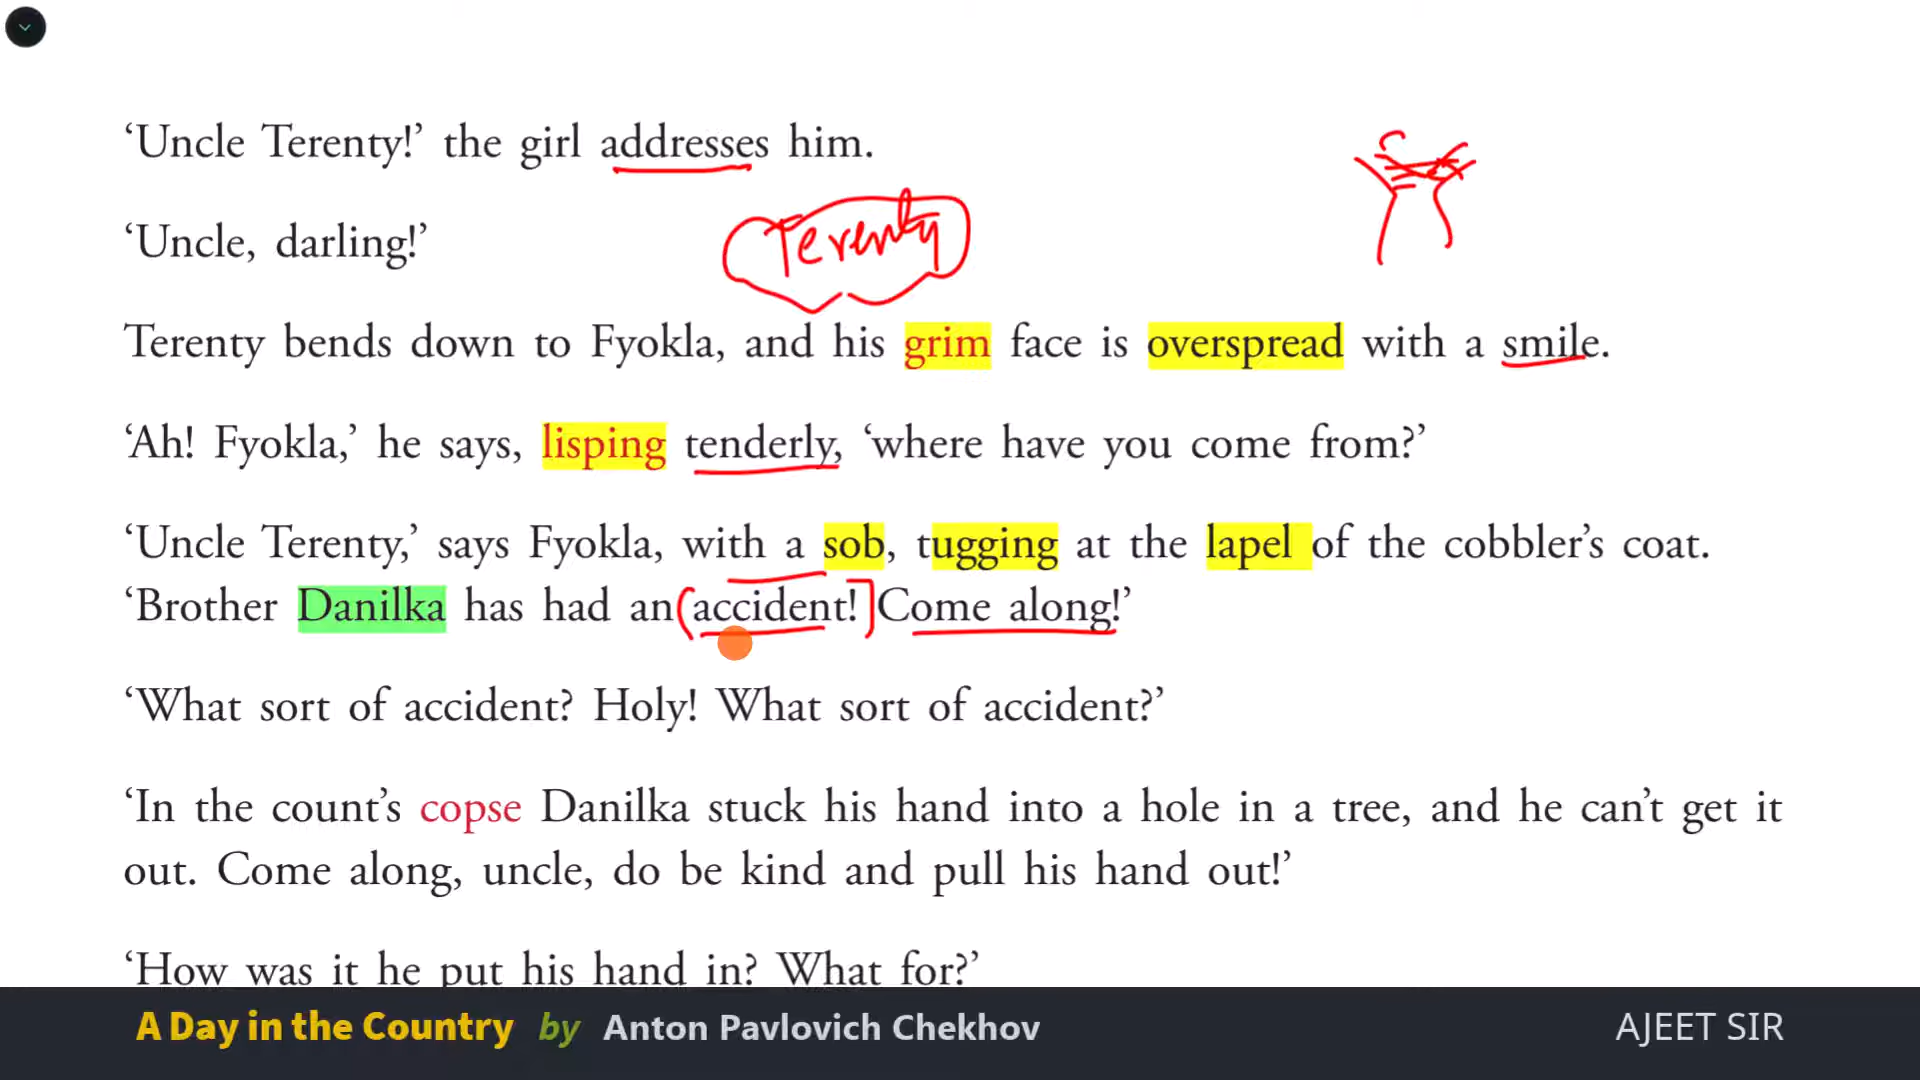 ‘Uncle Terenty!’ the girl addresses him.
‘Uncle, darling!’
Terenty
Terenty bends down to Fyokla, and his grim face is overspread with a smile.
‘Ah! Fyokla,’ he says, lisping tenderly, ‘where have you come from?’
‘Uncle Terenty,’ says Fyokla, with a sob, tugging at the lapel of the cobbler’s coat.
‘Brother Danilka has had an (accident!] Come along!’
‘What sort of accident? Holy! What sort of accident?’
‘In the count’s copse Danilka stuck his hand into a hole in a tree, and he can’t get it
out. Come along, uncle, do be kind and pull his hand out!’
‘How was it he put his hand in? What for?’
A Day in the Country by Anton Pavlovich Chekhov
AJEET SIR